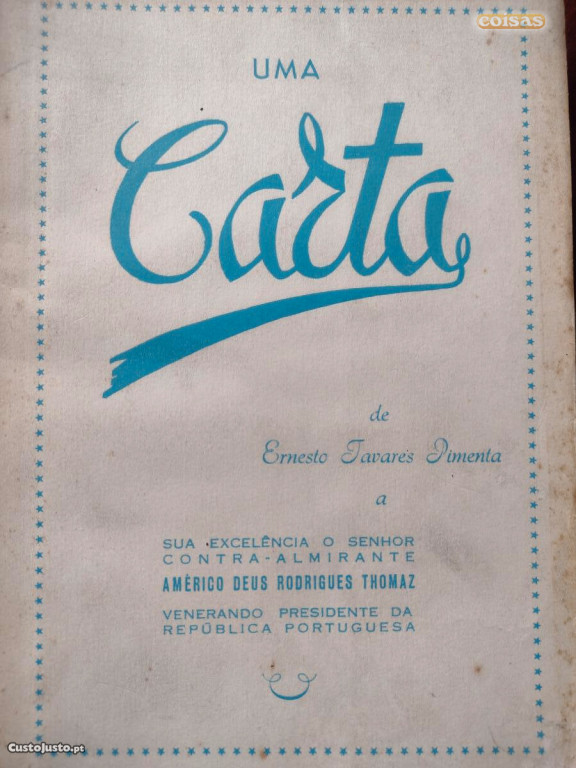 coisas
UMA
Carta
de
Ernesto Tavares Pimenta
a
SUA EXCELÊNCIA O SENHOR
CONTRA-ALMIRANTE
AMÉRICO DEUS RODRIGUES THOMAZ
VENERANDO PRESIDENTE DA
REPÚBLICA PORTUGUESA
CustoJusto.pt